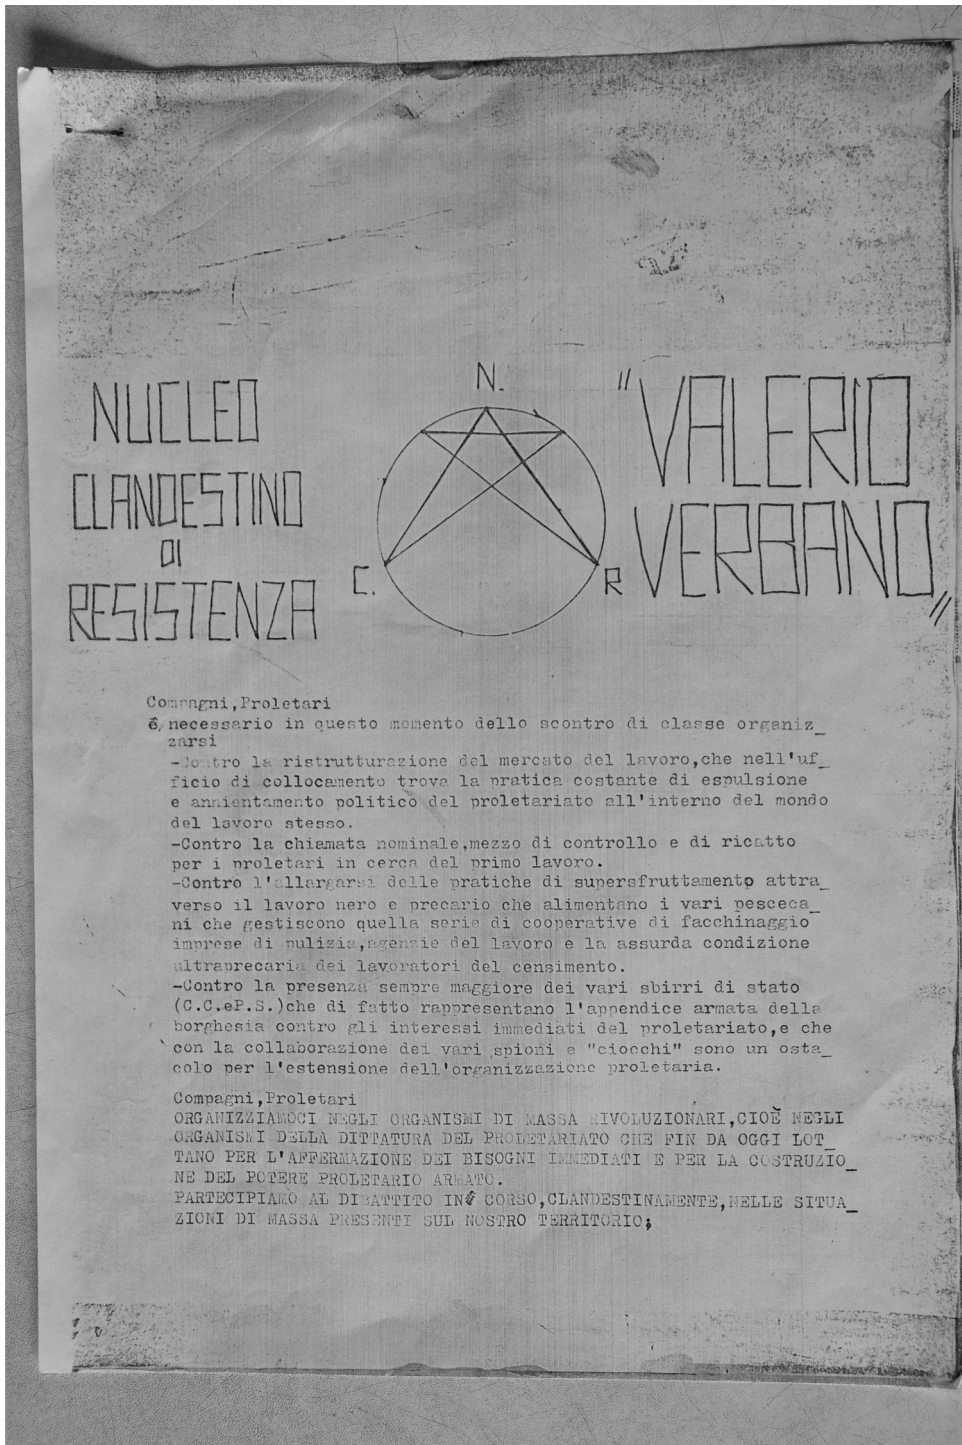 N.
NUCLEO
CLANDESTINO
DI
RESISTENZA
C.
R
"VALERIO
VERBANO"
Compagni,Proletari
é necessario in questo momento dello scontro di classe organiz_
zarsi
-Contro la ristrutturazione del mercato del lavoro,che nell'uf_
ficio di collocamento trova la pratica costante di espulsione
e annientamento politico del proletariato all'interno del mondo
del lavoro stesso.
-Contro la chiamata nominale,mezzo di controllo e di ricatto
per i proletari in cerca del primo lavoro.
-Contro l'allargarsi delle pratiche di supersfruttamento attra_
verso il lavoro nero e precario che alimentano i vari pesceca_
ni che gestiscono quella serie di cooperative di facchinaggio
imprese di pulizia,agenzie del lavoro e la assurda condizione
ultraprecaria dei lavoratori del censimento.
-Contro la presenza sempre maggiore dei vari sbirri di stato
(C.C.eP.S.)che di fatto rappresentano l'appendice armata della
borghesia contro gli interessi immediati del proletariato,e che
con la collaborazione dei vari spioni e "ciocchi" sono un osta_
colo per l'estensione dell'organizzazione proletaria.
Compagni,Proletari
ORGANIZZIAMOCI NEGLI ORGANISMI DI MASSA RIVOLUZIONARI,CIOÈ NEGLI
ORGANISMI DELLA DITTATURA DEL PROLETARIATO CHE FIN DA OGGI LOT_
TANO PER L'AFFERMAZIONE DEI BISOGNI IMMEDIATI E PER LA COSTRUZIO_
NE DEL POTERE PROLETARIO ARMATO.
PARTECIPIAMO AL DIBATTITO IN CORSO,CLANDESTINAMENTE,NELLE SITUA_
ZIONI DI MASSA PRESENTI SUL NOSTRO TERRITORIO;